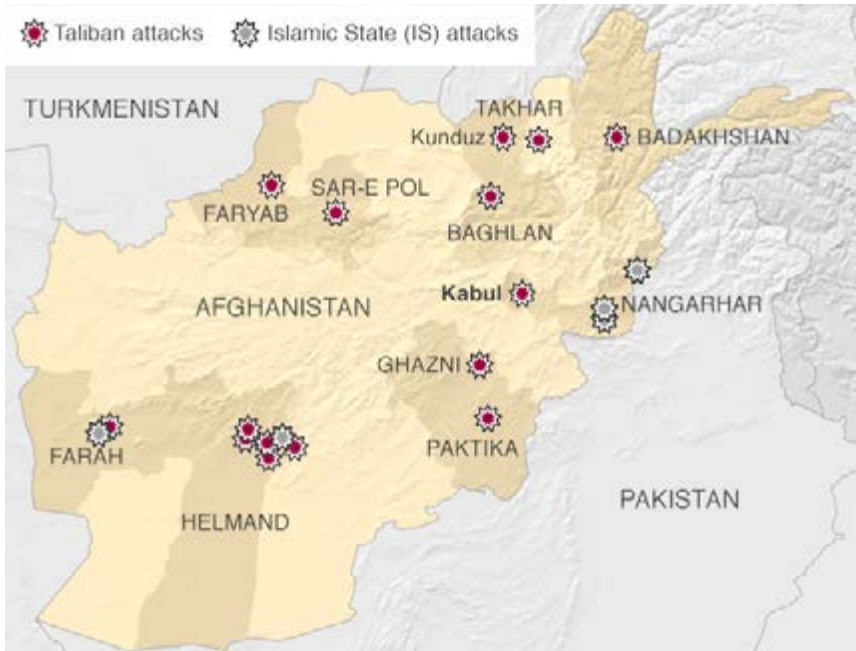 Taliban attacks
Islamic State (IS) attacks
TURKMENISTAN
TAKHAR
Kunduz
BADAKHSHAN
SAR-E POL
FARYAB
BAGHLAN
Kabul
NANGARHAR
AFGHANISTAN
GHAZNI
FARAH
PAKTIKA
PAKISTAN
HELMAND